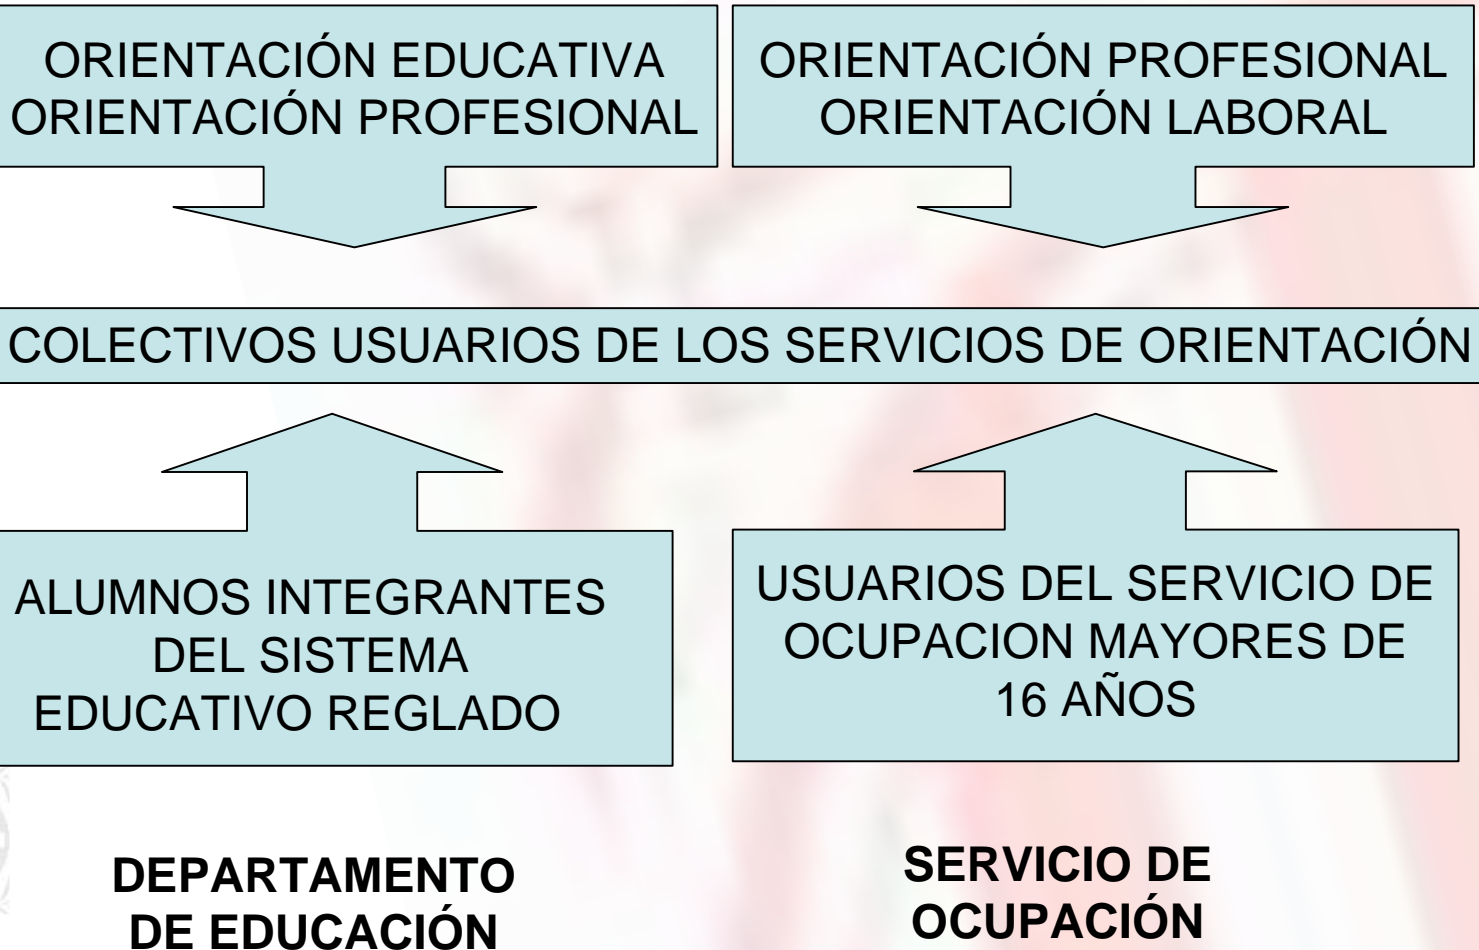 ORIENTACIÓN EDUCATIVA
ORIENTACIÓN PROFESIONAL
ORIENTACIÓN PROFESIONAL
ORIENTACIÓN LABORAL
COLECTIVOS USUARIOS DE LOS SERVICIOS DE ORIENTACIÓN
ALUMNOS INTEGRANTES
DEL SISTEMA
EDUCATIVO REGLADO
USUARIOS DEL SERVICIO DE
OCUPACION MAYORES DE
16 AÑOS
DEPARTAMENTO
DE EDUCACIÓN
SERVICIO DE
OCUPACIÓN